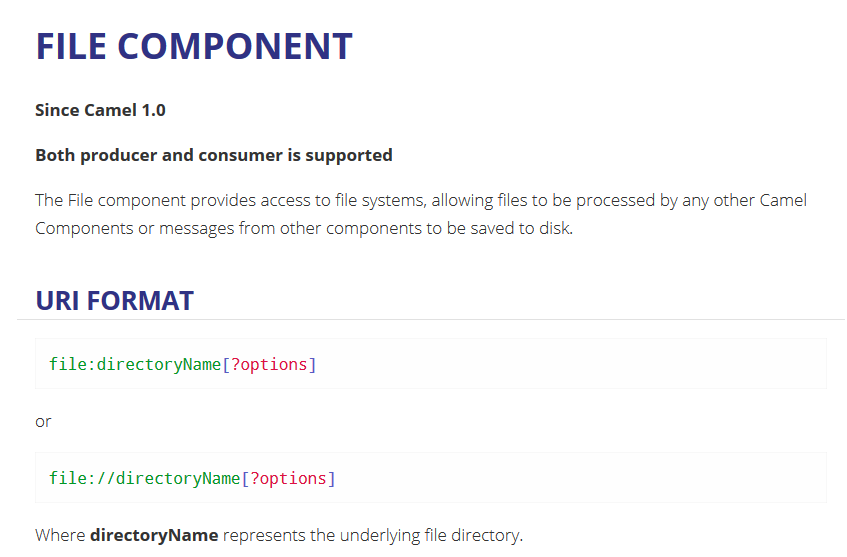 FILE COMPONENT
Since Camel 1.0
Both producer and consumer is supported
The File component provides access to file systems, allowing files to be processed by any other Camel
Components or messages from other components to be saved to disk.
URI FORMAT
file:directoryName[?options]
or
file://directoryName[?options]
Where directoryName represents the underlying file directory.